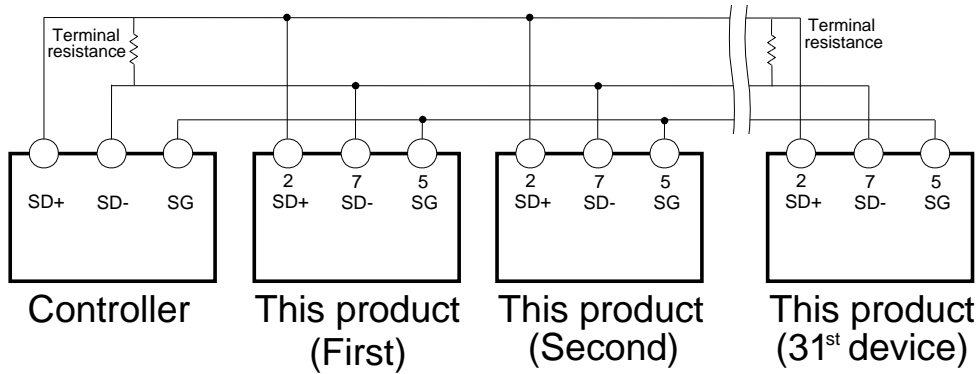 Terminal
resistance
Terminal
resistance
2 7 5 2 7 5 2 7 5
SD+ SD- SG SD+ SD- SG SD+ SD- SG SD+ SD- SG
Controller
This product
(First)
This product
(Second)
This product
(31st device)